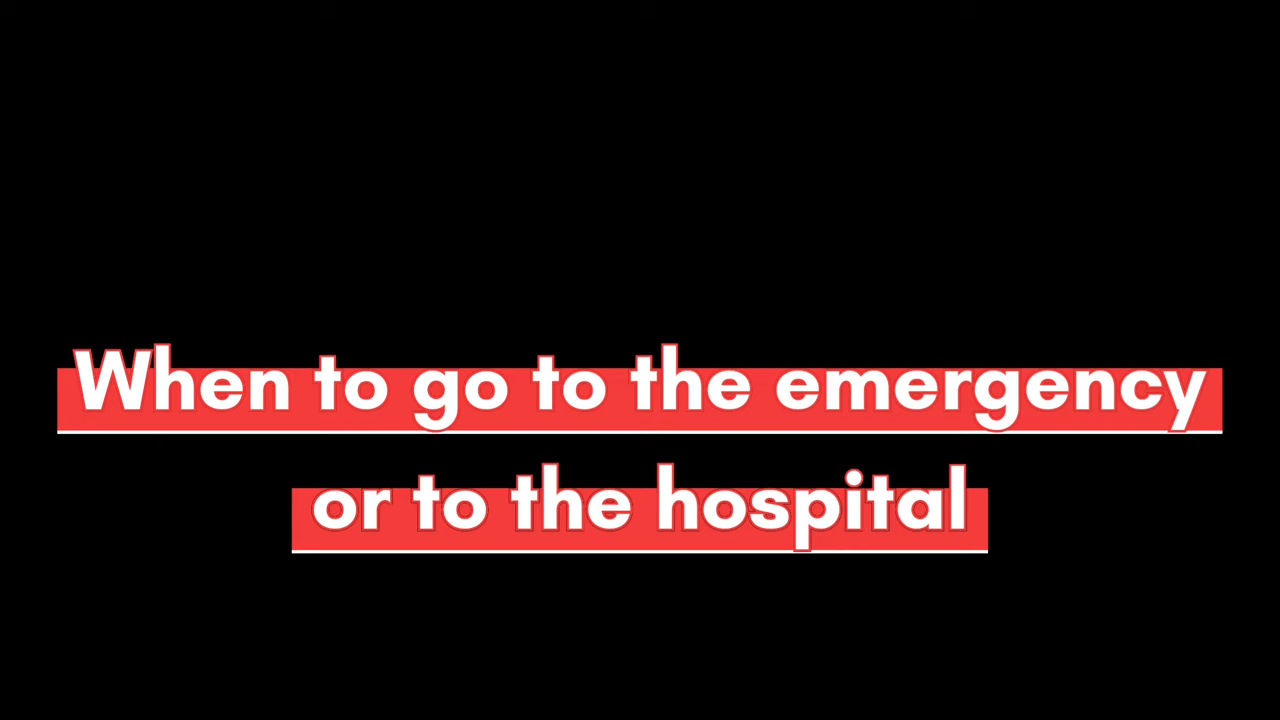 When to go to the emergency
or to the hospital